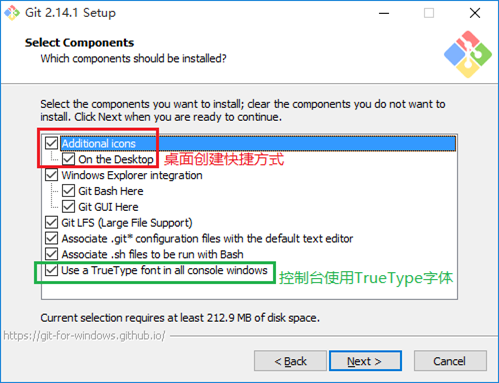 Git 2.14.1 Setup
Select Components
Which components should be installed?
Select the components you want to install; clear the components you do not want to
install. Click Next when you are ready to continue.
Additional icons
On the Desktop 桌面创建快捷方式
Windows Explorer integration
Git Bash Here
Git GUI Here
Git LFS (Large File Support)
Associate .git* configuration files with the default text editor
Associate .sh files to be run with Bash
Use a TrueType font in all console windows 控制台使用TrueType字体
Current selection requires at least 212.9 MB of disk space.
https://git-for-windows.github.io/
< Back Next > Cancel